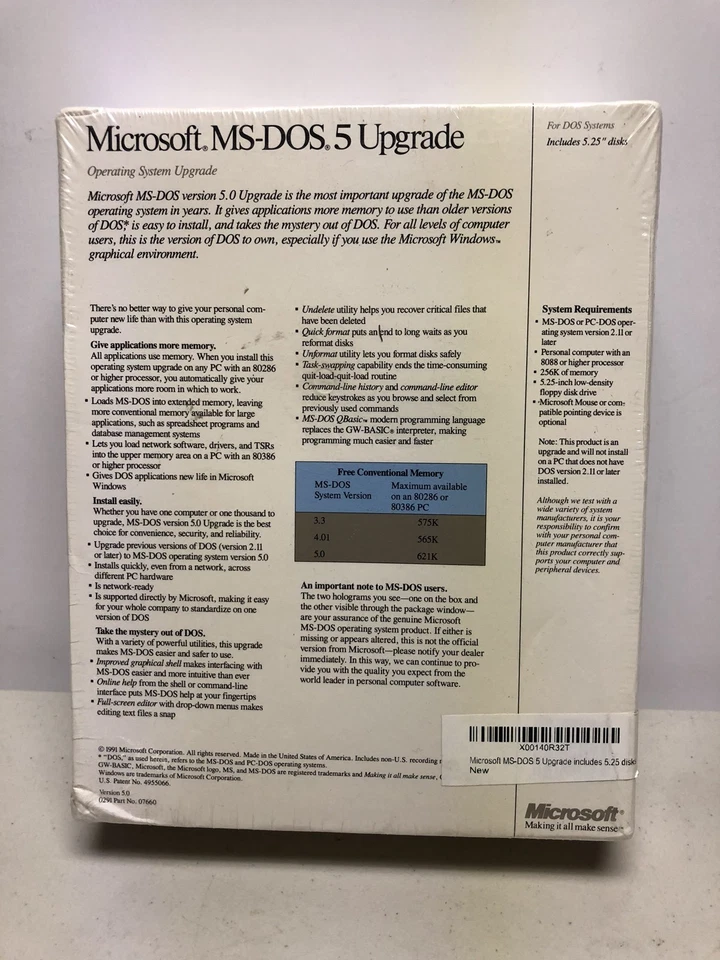 Microsoft® MS-DOS® 5 Upgrade
Operating System Upgrade
Microsoft MS-DOS version 5.0 Upgrade is the most important upgrade of the MS-DOS
operating system in years. It gives applications more memory to use than older versions
of DOS,* is easy to install, and takes the mystery out of DOS. For all levels of computer
users, this is the version of DOS to own, especially if you use the Microsoft Windows™
graphical environment.
There's no better way to give your personal com-
puter new life than with this operating system
upgrade.
Give applications more memory.
All applications use memory. When you install this
operating system upgrade on any PC with an 80286
or higher processor, you automatically give your
applications more room in which to work.
• Loads MS-DOS into extended memory, leaving
more conventional memory available for large
applications, such as spreadsheet programs and
database management systems
• Lets you load network software, drivers, and TSRs
into the upper memory area on a PC with an 80386
or higher processor
• Gives DOS applications new life in Microsoft
Windows
Install easily.
Whether you have one computer or one thousand to
upgrade, MS-DOS version 5.0 Upgrade is the best
choice for convenience, security, and reliability.
• Upgrade previous versions of DOS (version 2.11
or later) to MS-DOS operating system version 5.0
• Installs quickly, even from a network, across
different PC hardware
• Is network-ready
• Is supported directly by Microsoft, making it easy
for your whole company to standardize on one
version of DOS
Take the mystery out of DOS.
With a variety of powerful utilities, this upgrade
makes MS-DOS easier and safer to use.
• Improved graphical shell makes interfacing with
MS-DOS easier and more intuitive than ever
• Online help from the shell or command-line
interface puts MS-DOS help at your fingertips
• Full-screen editor with drop-down menus makes
editing text files a snap
• Undelete utility helps you recover critical files that
have been deleted
• Quick format puts an end to long waits as you
reformat disks
• Unformat utility lets you format disks safely
• Task-swapping capability ends the time-consuming
quit-load-quit-load routine
• Command-line history and command-line editor
reduce keystrokes as you browse and select from
previously used commands
• MS-DOS QBasic™ modern programming language
replaces the GW-BASIC® interpreter, making
programming much easier and faster
Free Conventional Memory
MS-DOS System Version
Maximum available on an 80286 or 80386 PC
3.3 575K
4.01 565K
5.0 621K
An important note to MS-DOS users.
The two holograms you see—one on the box and
the other visible through the package window—
are your assurance of the genuine Microsoft
MS-DOS operating system product. If either is
missing or appears altered, this is not the official
version from Microsoft—please notify your dealer
immediately. In this way, we can continue to pro-
vide you with the quality you expect from the
world leader in personal computer software.
For DOS Systems
Includes 5.25" disks
System Requirements
• MS-DOS or PC-DOS oper-
ating system version 2.11 or
later
• Personal computer with an
8088 or higher processor
• 256K of memory
• 5.25-inch low-density
floppy disk drive
• Microsoft Mouse or com-
patible pointing device is
optional
Note: This product is an
upgrade and will not install
on a PC that does not have
DOS version 2.11 or later
installed.
Although we test with a
wide variety of system
manufacturers, it is your
responsibility to confirm
with your personal com-
puter manufacturer that
this product correctly sup-
ports your computer and
peripheral devices.
© 1991 Microsoft Corporation. All rights reserved. Made in the United States of America. Includes non-U.S. recording
* "DOS," as used herein, refers to the MS-DOS and PC-DOS operating systems.
GW-BASIC, Microsoft, the Microsoft logo, MS, and MS-DOS are registered trademarks and Making it all make sense,
Windows are trademarks of Microsoft Corporation.
U.S. Patent No. 4955066.
Version 5.0
0291 Part No. 07660
X00140R32T
Microsoft MS-DOS 5 Upgrade includes 5.25 disk
New
Microsoft®
Making it all make sense™